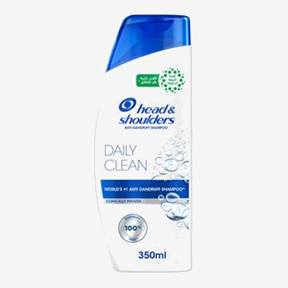 head&
shoulders
ANTI-DANDRUFF SHAMPOO
DAILY
CLEAN
WORLD'S #1 ANTI DANDRUFF SHAMPOO*
CLINICALLY PROVEN
100%
350ml